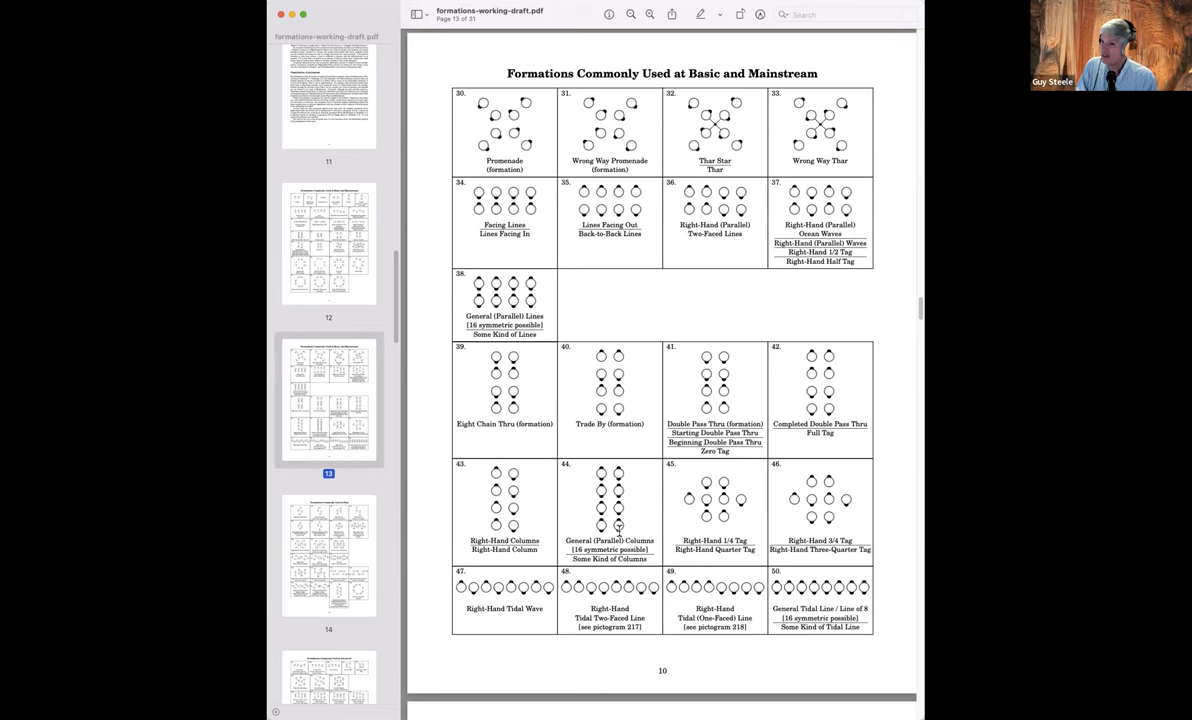 formations-working-draft.pdf
Page 13 of 31
Search
formations-working-draft.pdf
11
12
13
14
Guy Steele
Formations Commonly Used at Basic and Mainstream
30.
Promenade
(formation)
31.
Wrong Way Promenade
(formation)
32.
Thar Star
Thar
33.
Wrong Way Thar
34.
Facing Lines
Lines Facing In
35.
Lines Facing Out
Back-to-Back Lines
36.
Right-Hand (Parallel)
Two-Faced Lines
37.
Right-Hand (Parallel)
Ocean Waves
Right-Hand (Parallel) Waves
Right-Hand 1/2 Tag
Right-Hand Half Tag
38.
General (Parallel) Lines
[16 symmetric possible]
Some Kind of Lines
39.
Eight Chain Thru (formation)
40.
Trade By (formation)
41.
Double Pass Thru (formation)
Starting Double Pass Thru
Beginning Double Pass Thru
Zero Tag
42.
Completed Double Pass Thru
Full Tag
43.
Right-Hand Columns
Right-Hand Column
44.
General (Parallel) Columns
[16 symmetric possible]
Some Kind of Columns
45.
Right-Hand 1/4 Tag
Right-Hand Quarter Tag
46.
Right-Hand 3/4 Tag
Right-Hand Three-Quarter Tag
47.
Right-Hand Tidal Wave
48.
Right-Hand
Tidal Two-Faced Line
[see pictogram 217]
49.
Right-Hand
Tidal (One-Faced) Line
[see pictogram 218]
50.
General Tidal Line / Line of 8
[16 symmetric possible]
Some Kind of Tidal Line
10